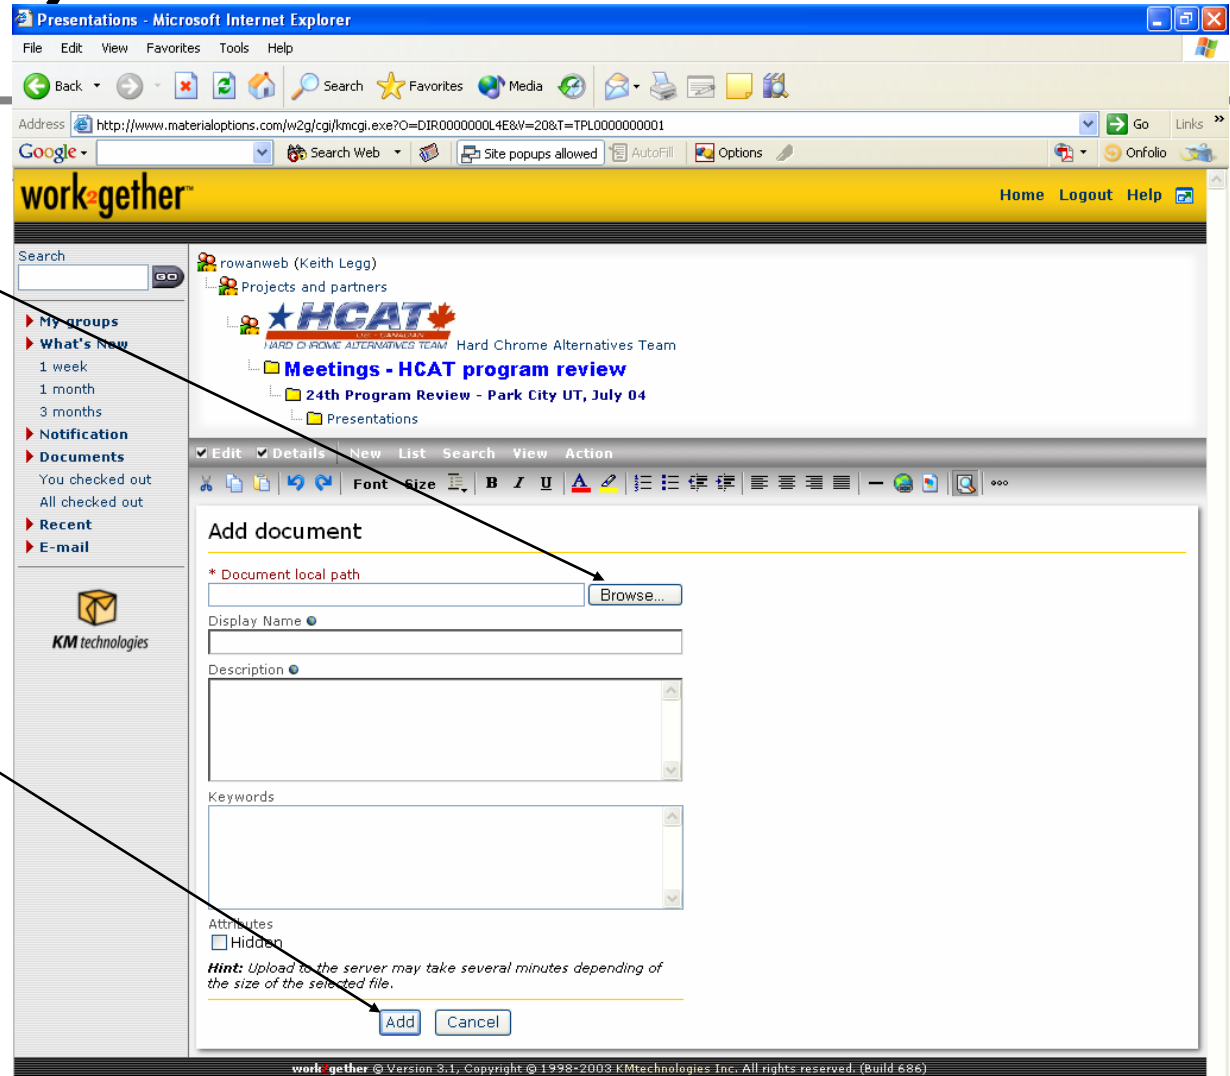 Presentations - Microsoft Internet Explorer
File Edit View Favorites Tools Help
Back Search Favorites Media
Address http://www.materialoptions.com/w2g/cgi/kmcgi.exe?O=DIR0000000L4E&V=20&T=TPL0000000001 Go Links »
Google Search Web Site popups allowed AutoFill Options Onfolio
work2gether™ Home Logout Help
Search
GO
My groups
What's New
1 week
1 month
3 months
Notification
Documents
You checked out
All checked out
Recent
E-mail
KM technologies
rowanweb (Keith Legg)
Projects and partners
HCAT
HARD CHROME ALTERNATIVES TEAM Hard Chrome Alternatives Team
Meetings - HCAT program review
24th Program Review - Park City UT, July 04
Presentations
Edit Details New List Search View Action
Font Size B I U A
Add document
* Document local path
Browse...
Display Name
Description
Keywords
Attributes
Hidden
Hint: Upload to the server may take several minutes depending of
the size of the selected file.
Add Cancel
work2gether © Version 3.1, Copyright © 1998-2003 KMtechnologies Inc. All rights reserved. (Build 686)